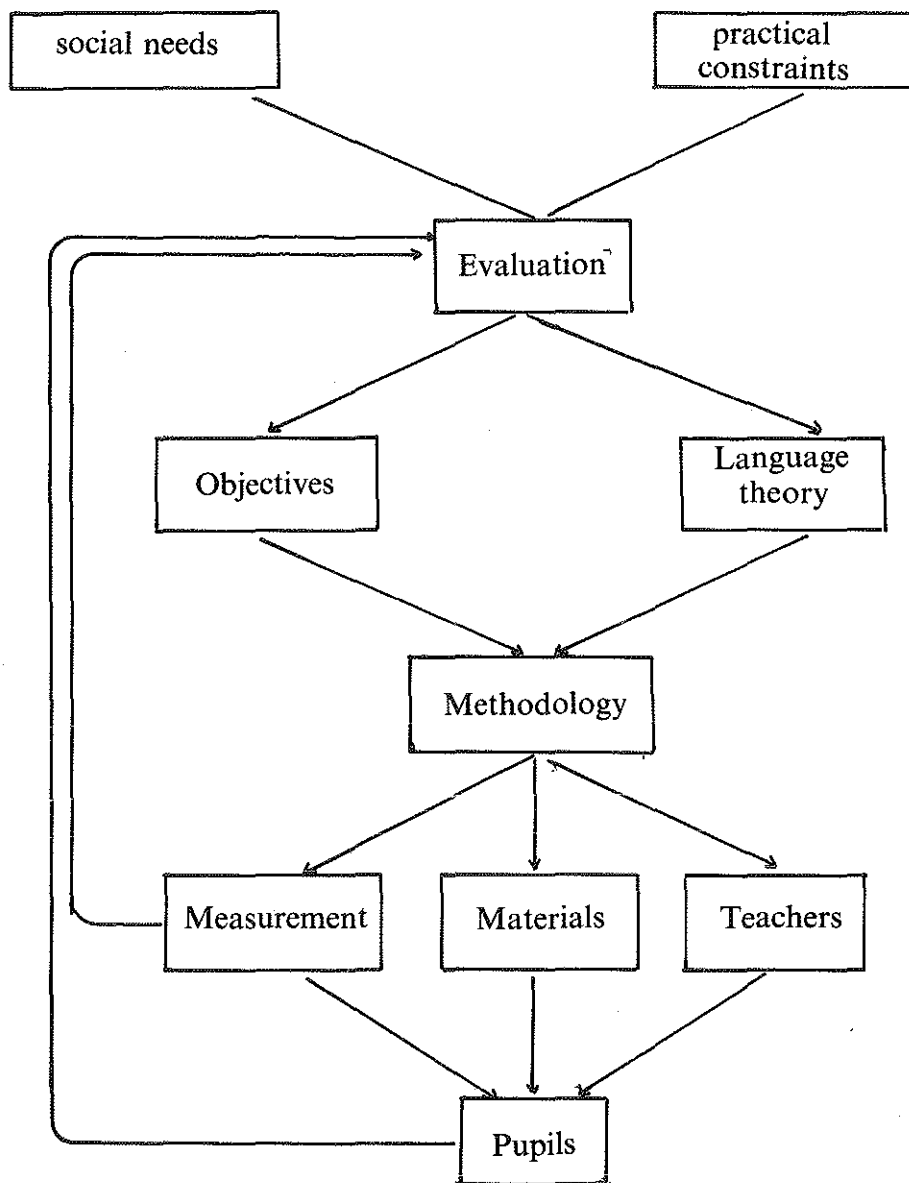 social needs
practical
constraints
Evaluation
Objectives
Language
theory
Methodology
Measurement
Materials
Teachers
Pupils